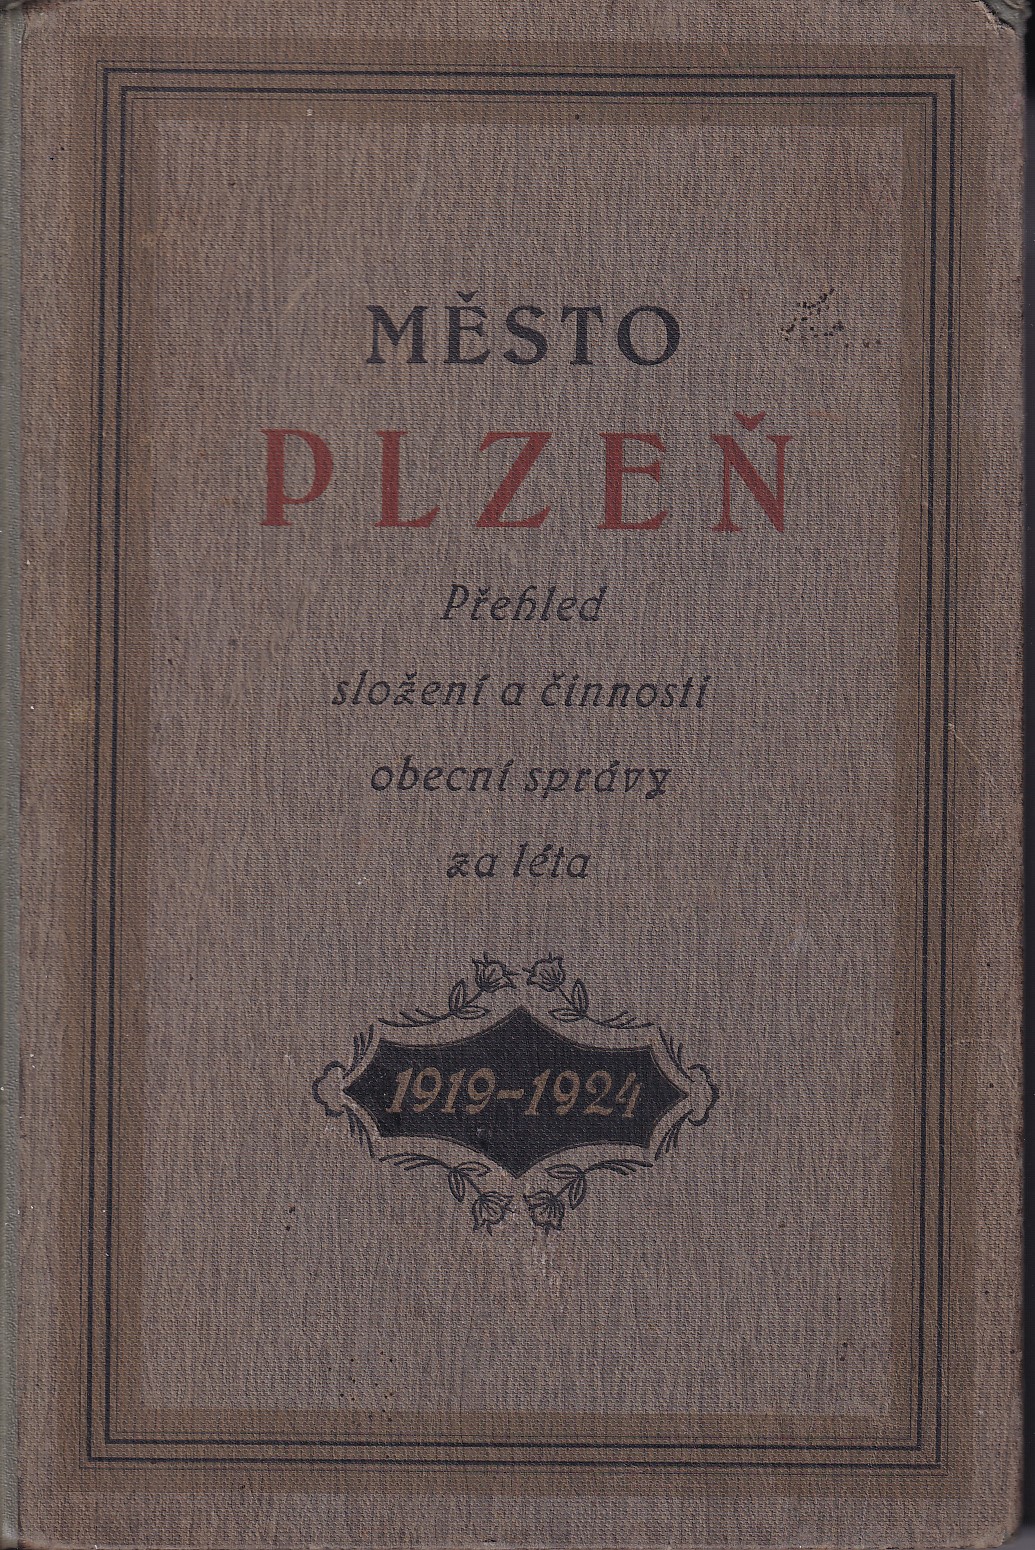 MĚSTO
PLZEŇ
Přehled
složení a činnosti
obecní správy
za léta
1919-1924